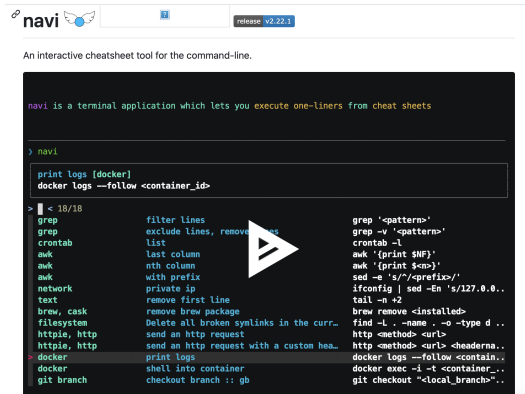 navi
release v2.22.1
An interactive cheatsheet tool for the command-line.
navi is a terminal application which lets you execute one-liners from cheat sheets
❯ navi
print logs [docker]
docker logs --follow <container_id>
> < 18/18
grep filter lines grep '<pattern>'
grep exclude lines, remove grep -v '<pattern>'
crontab list crontab -l
awk last column awk '{print $NF}'
awk nth column awk '{print $<n>}'
awk with prefix sed -e 's/^/<prefix>/'
network private ip ifconfig | sed -En 's/127.0.0..
text remove first line tail -n +2
brew, cask remove brew package brew remove <installed>
filesystem Delete all broken symlinks in the curr… find -L . -name . -o -type d ..
httpie, http send an http request http <method> <url>
httpie, http send an http request with a custom hea… http <method> <url> <headerna..
> docker print logs docker logs --follow <contain..
docker shell into container docker exec -i -t <container_..
git branch checkout branch :: gb git checkout "<local_branch>"..